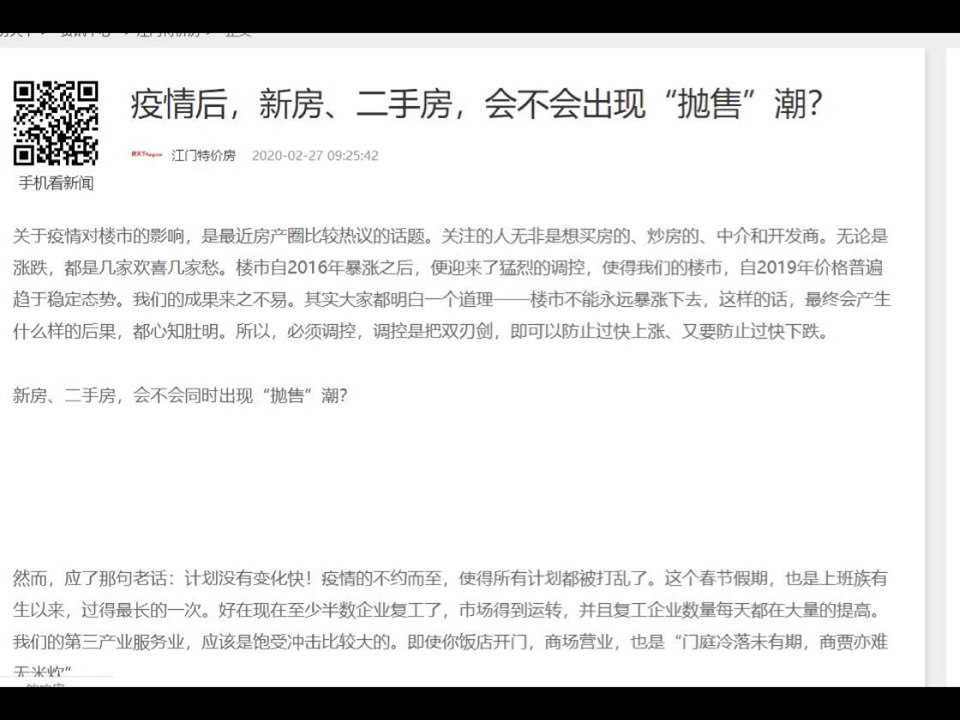 疫情后，新房、二手房，会不会出现“抛售”潮？
江门特价房 2020-02-27 09:25:42
手机看新闻
关于疫情对楼市的影响，是最近房产圈比较热议的话题。关注的人无非是想买房的、炒房的、中介和开发商。无论是
涨跌，都是几家欢喜几家愁。楼市自2016年暴涨之后，便迎来了猛烈的调控，使得我们的楼市，自2019年价格普遍
趋于稳定态势。我们的成果来之不易。其实大家都明白一个道理——楼市不能永远暴涨下去，这样的话，最终会产生
什么样的后果，都心知肚明。所以，必须调控，调控是把双刃剑，即可以防止过快上涨、又要防止过快下跌。
新房、二手房，会不会同时出现“抛售”潮？
然而，应了那句老话：计划没有变化快！疫情的不约而至，使得所有计划都被打乱了。这个春节假期，也是上班族有
生以来，过得最长的一次。好在现在至少半数企业复工了，市场得到运转，并且复工企业数量每天都在大量的提高。
我们的第三产业服务业，应该是饱受冲击比较大的。即使你饭店开门，商场营业，也是“门庭冷落未有期，商贾亦难
无米炊”